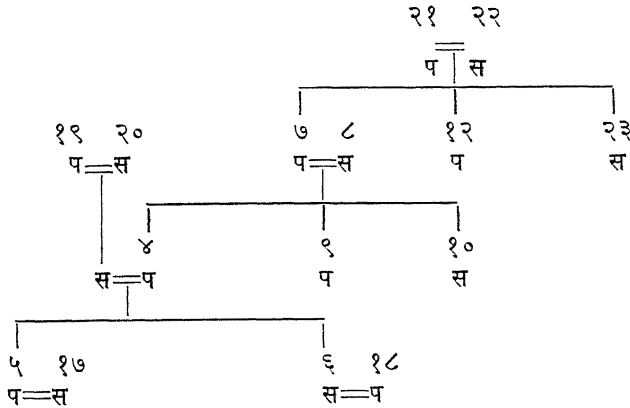 २१ २२
प स
१९ २० ७ ८ १२ २३
प स प स प स
४ ९ १०
स प प स
५ १७ ६ १८
प स स प